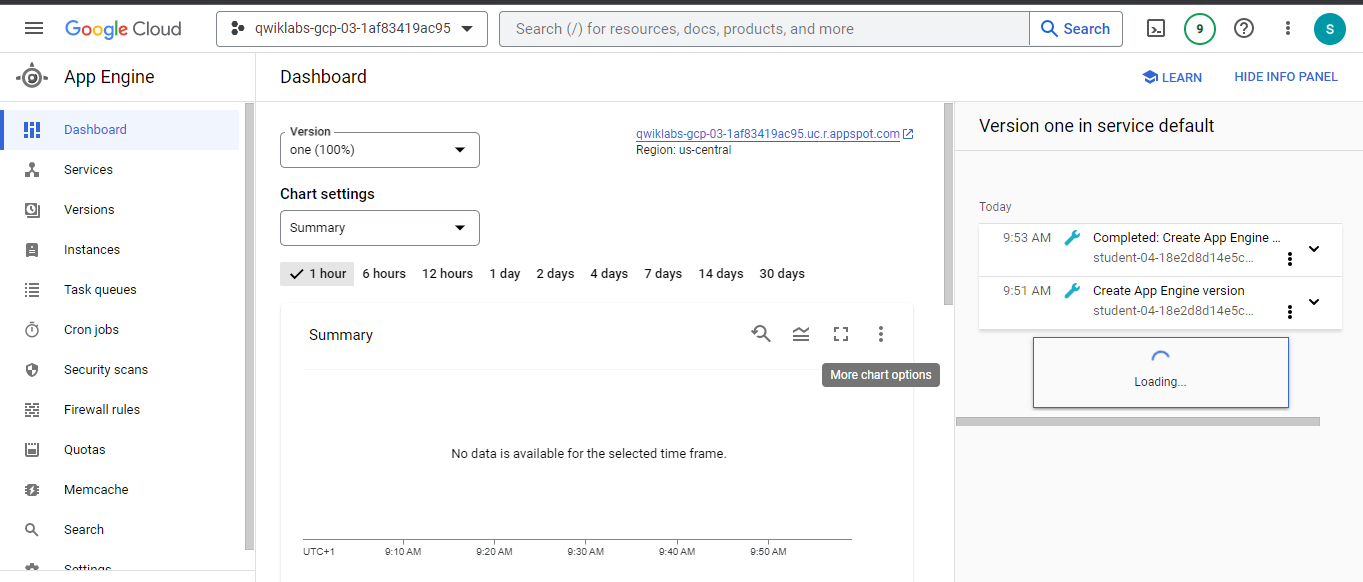 Google Cloud
qwiklabs-gcp-03-1af83419ac95
Search (/) for resources, docs, products, and more
Search
9
S
App Engine
Dashboard
Services
Versions
Instances
Task queues
Cron jobs
Security scans
Firewall rules
Quotas
Memcache
Search
Settings
Dashboard
LEARN
HIDE INFO PANEL
Version
one (100%)
qwiklabs-gcp-03-1af83419ac95.uc.r.appspot.com
Region: us-central
Chart settings
Summary
1 hour 6 hours 12 hours 1 day 2 days 4 days 7 days 14 days 30 days
Summary
More chart options
No data is available for the selected time frame.
UTC+1 9:10 AM 9:20 AM 9:30 AM 9:40 AM 9:50 AM
Version one in service default
Today
9:53 AM Completed: Create App Engine ...
student-04-18e2d8d14e5c...
9:51 AM Create App Engine version
student-04-18e2d8d14e5c...
Loading...